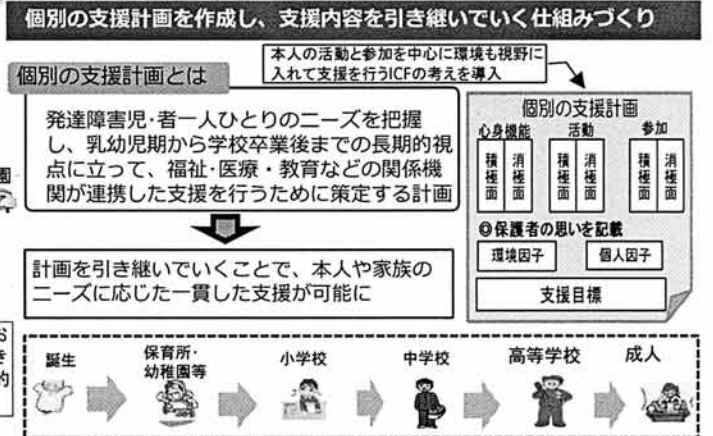 個別の支援計画を作成し、支援内容を引き継いでいく仕組みづくり
本人の活動と参加を中心に環境も視野に
入れて支援を行うICFの考えを導入
個別の支援計画とは
発達障害児・者一人ひとりのニーズを把握
し、乳幼児期から学校卒業後までの長期的視
点に立って、福祉・医療・教育などの関係機
関が連携した支援を行うために策定する計画
計画を引き継いでいくことで、本人や家族の
ニーズに応じた一貫した支援が可能に
個別の支援計画
心身機能 活動 参加
積極面 消極面 積極面 消極面 積極面 消極面
◎保護者の思いを記載
環境因子 個人因子
支援目標
園
お
き
的
誕生 保育所・ 小学校 中学校 高等学校 成人
幼稚園等